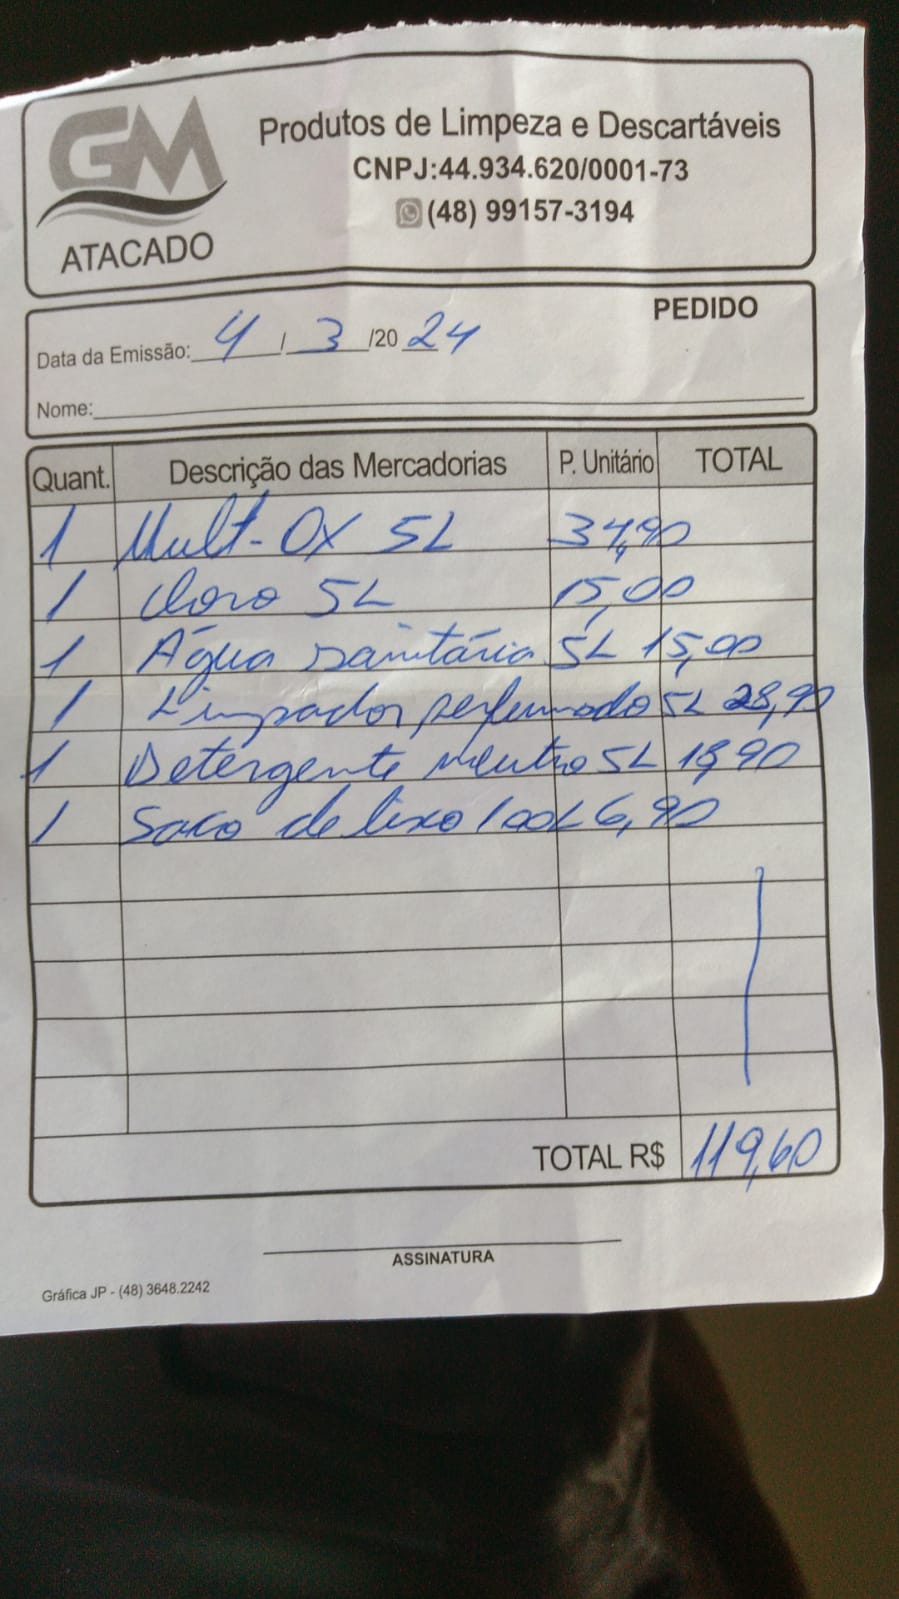 GM
ATACADO
Produtos de Limpeza e Descartáveis
CNPJ:44.934.620/0001-73
(48) 99157-3194
PEDIDO
Data da Emissão: 4 / 3 /20 24
Nome:
Quant. Descrição das Mercadorias P. Unitário TOTAL
1 Mult-OX 5L 34,90
1 Cloro 5L 15,00
1 Água sanitária 5L 15,00
1 Limpador perfumado 5L 28,90
1 Detergente neutro 5L 18,90
1 Saco de lixo 100L 6,90
TOTAL R$ 119,60
ASSINATURA
Gráfica JP - (48) 3648.2242